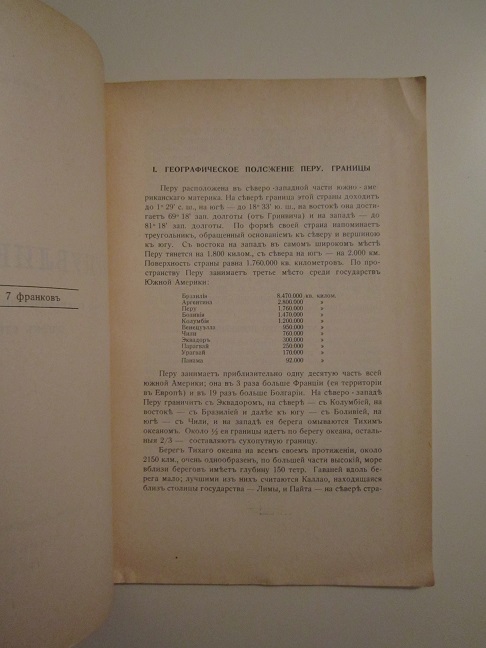 7 франковъ
I. ГЕОГРАФИЧЕСКОЕ ПОЛОЖЕНІЕ ПЕРУ. ГРАНИЦЫ
Перу расположена въ сѣверо-западной части южно-аме-
риканскаго материка. На сѣверѣ граница этой страны доходитъ
до 1° 29′ с. ш., на югѣ — до 18° 33′ ю. ш., на востокѣ она дости-
гаетъ 69° 18′ зап. долготы (отъ Гринвича) и на западѣ — до
81° 18′ зап. долготы. По формѣ своей страна напоминаетъ
треугольникъ, обращенный основаніемъ къ сѣверу и вершиною
къ югу. Съ востока на западъ въ самомъ широкомъ мѣстѣ
Перу тянется на 1.800 килом., съ сѣвера на югъ — на 2.000 км.
Поверхность страны равна 1.760.000 кв. километровъ. По про-
странству Перу занимаетъ третье мѣсто среди государствъ
Южной Америки:
Бразилія 8.470.000 кв. килом.
Аргентина 2.800.000 »
Перу 1.760.000 »
Боливія 1.470.000 »
Колумбія 1.200.000 »
Венецуэлла 950.000 »
Чили 760.000 »
Эквадоръ 300.000 »
Парагвай 250.000 »
Урагвай 170.000 »
Панама 92.000 »
Перу занимаетъ приблизительно одну десятую часть всей
южной Америки; она въ 3 раза больше Франціи (ея территоріи
въ Европѣ) и въ 19 разъ больше Болгаріи. На сѣверо-западѣ
Перу граничитъ съ Эквадоромъ, на сѣверѣ — съ Колумбіей, на
востокѣ — съ Бразиліей и далѣе къ югу — съ Боливіей, на
югѣ — съ Чили, и на западѣ ея берега омываются Тихимъ
океаномъ. Около ⅓ ея границы идетъ по берегу океана, осталь-
ныя 2/3 — составляютъ сухопутную границу.
Берегъ Тихаго океана на всемъ своемъ протяженіи, около
2150 клм., очень однообразенъ, по большей части высокій, море
вблизи береговъ имѣетъ глубину 150 метр. Гаваней вдоль бе-
рега мало; лучшими изъ нихъ считаются Каллао, находящаяся
близъ столицы государства — Лимы, и Пайта — на сѣверѣ стра-